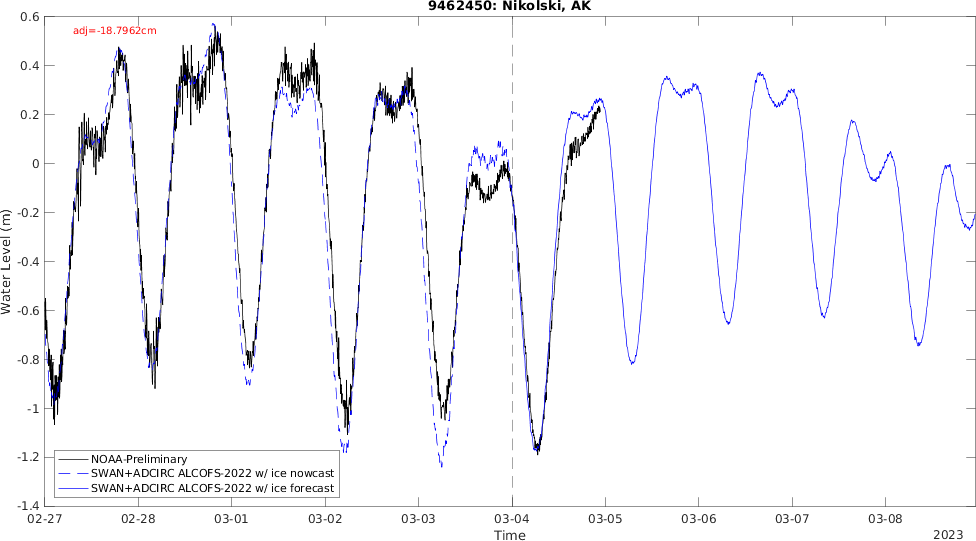 9462450: Nikolski, AK
adj=-18.7962cm
Water Level (m)
0.6
0.4
0.2
0
-0.2
-0.4
-0.6
-0.8
-1
-1.2
-1.4
NOAA-Preliminary
SWAN+ADCIRC ALCOFS-2022 w/ ice nowcast
SWAN+ADCIRC ALCOFS-2022 w/ ice forecast
02-27 02-28 03-01 03-02 03-03 03-04 03-05 03-06 03-07 03-08
Time
2023